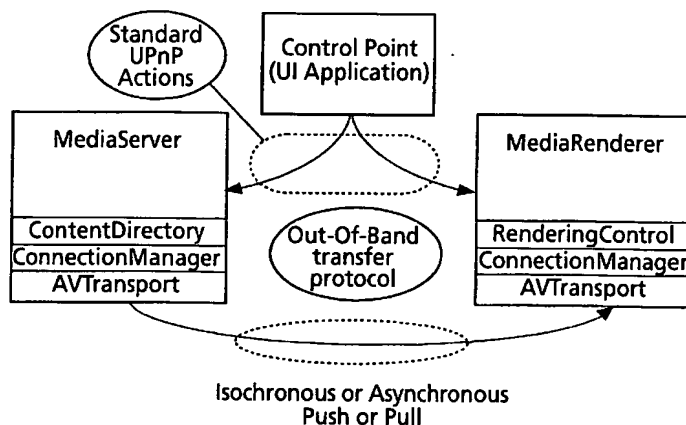 Standard
UPnP
Actions
Control Point
(UI Application)
MediaServer
ContentDirectory
ConnectionManager
AVTransport
MediaRenderer
RenderingControl
ConnectionManager
AVTransport
Out-Of-Band
transfer
protocol
Isochronous or Asynchronous
Push or Pull